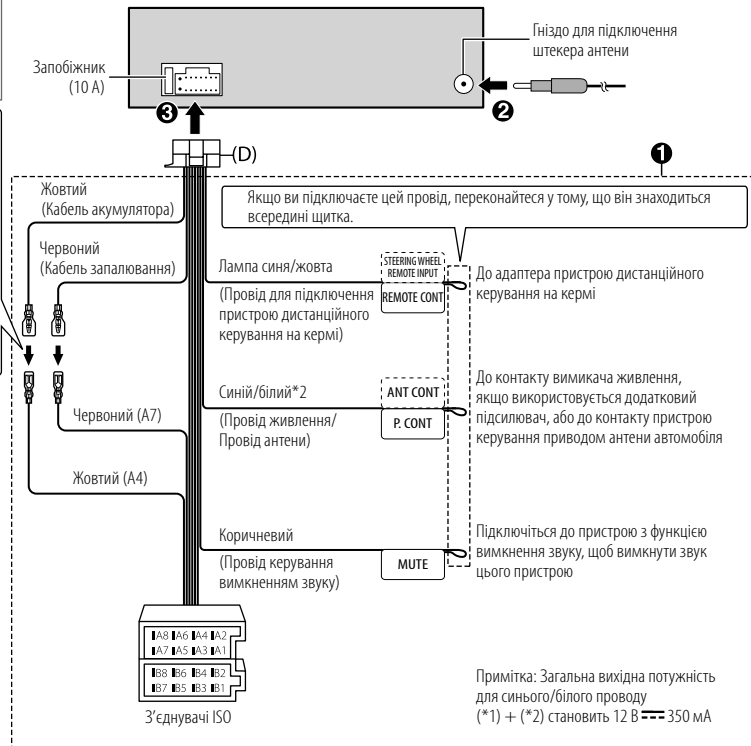 Гніздо для підключення
штекера антени
Запобіжник
(10 A)
❸
❷
(D)
❶
Жовтий
(Кабель акумулятора)
Якщо ви підключаєте цей провід, переконайтеся у тому, що він знаходиться
всередині щитка.
Червоний
(Кабель запалювання)
Лампа синя/жовта
(Провід для підключення
пристрою дистанційного
керування на кермі)
STEERING WHEEL
REMOTE INPUT
REMOTE CONT
До адаптера пристрою дистанційного
керування на кермі
Синій/білий*2
(Провід живлення/
Провід антени)
ANT CONT
P. CONT
До контакту вимикача живлення,
якщо використовується додатковий
підсилювач, або до контакту пристрою
керування приводом антени автомобіля
Червоний (A7)
Жовтий (A4)
Коричневий
(Провід керування
вимкненням звуку)
MUTE
Підключіться до пристрою з функцією
вимкнення звуку, щоб вимкнути звук
цього пристрою
A8 A6 A4 A2
A7 A5 A3 A1
B8 B6 B4 B2
B7 B5 B3 B1
З’єднувачі ISO
Примітка: Загальна вихідна потужність
для синього/білого проводу
(*1) + (*2) становить 12 В ⎓ 350 мА